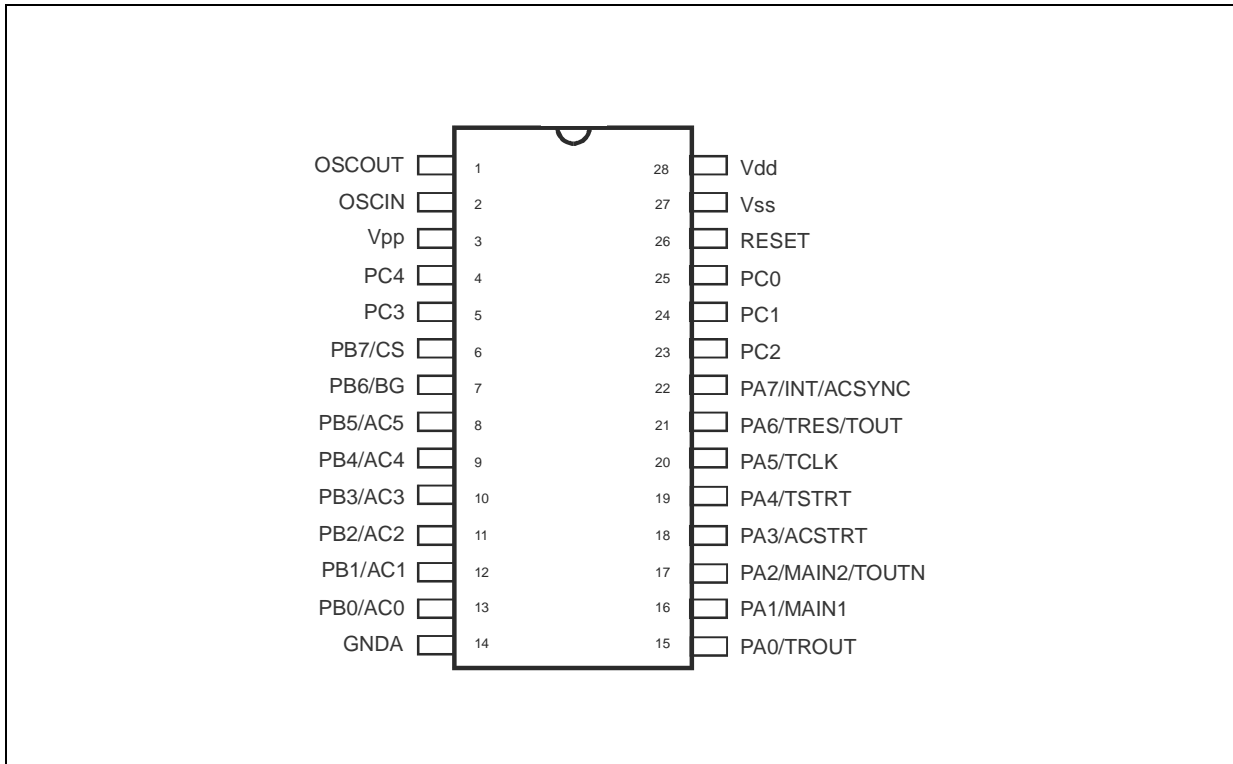 OSCOUT 1 28 Vdd
OSCIN 2 27 Vss
Vpp 3 26 RESET
PC4 4 25 PC0
PC3 5 24 PC1
PB7/CS 6 23 PC2
PB6/BG 7 22 PA7/INT/ACSYNC
PB5/AC5 8 21 PA6/TRES/TOUT
PB4/AC4 9 20 PA5/TCLK
PB3/AC3 10 19 PA4/TSTRT
PB2/AC2 11 18 PA3/ACSTRT
PB1/AC1 12 17 PA2/MAIN2/TOUTN
PB0/AC0 13 16 PA1/MAIN1
GNDA 14 15 PA0/TROUT